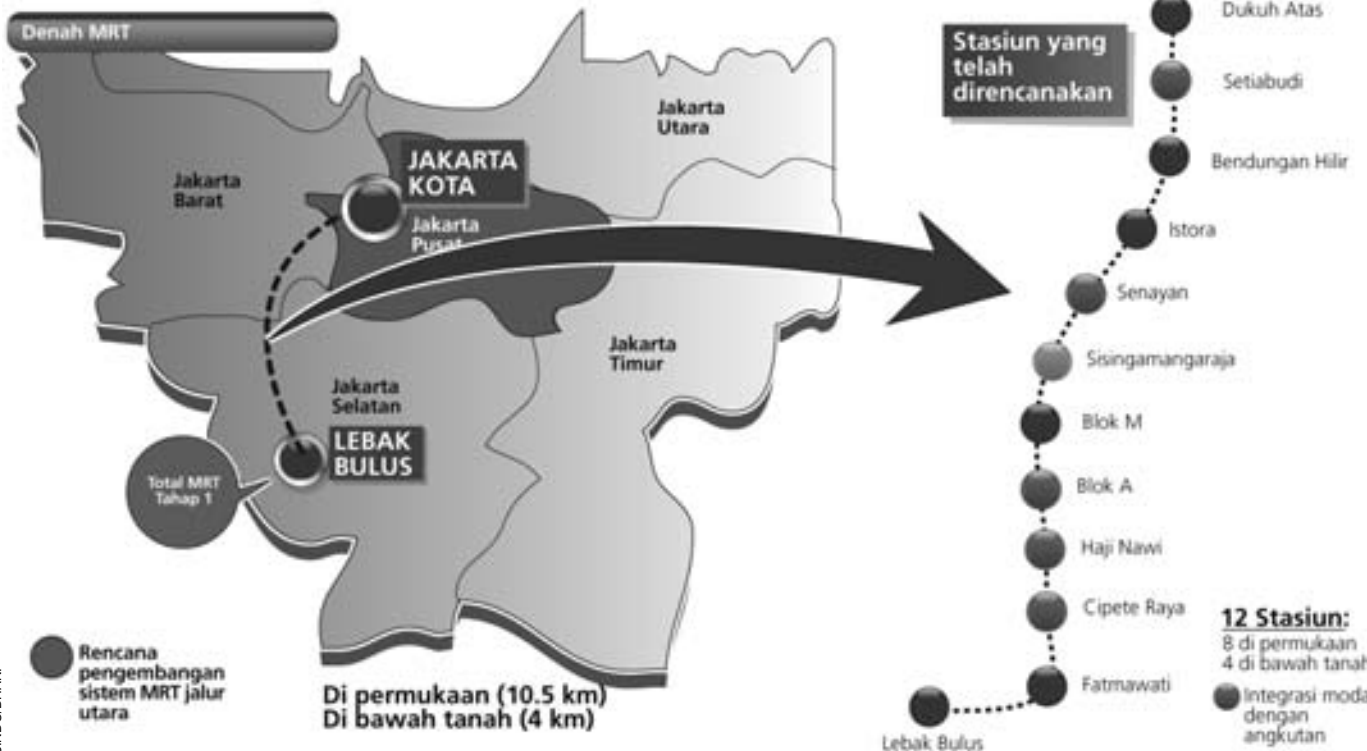 Denah MRT
Jakarta
Utara
Jakarta
Barat
JAKARTA
KOTA
Jakarta
Pusat
Jakarta
Timur
Jakarta
Selatan
LEBAK
BULUS
Total MRT
Tahap 1
Rencana
pengembangan
sistem MRT jalur
utara
Di permukaan (10.5 km)
Di bawah tanah (4 km)
Stasiun yang
telah
direncanakan
Dukuh Atas
Setiabudi
Bendungan Hilir
Istora
Senayan
Sisingamangaraja
Blok M
Blok A
Haji Nawi
Cipete Raya
Fatmawati
Lebak Bulus
12 Stasiun:
8 di permukaan
4 di bawah tanah
Integrasi moda
dengan
angkutan